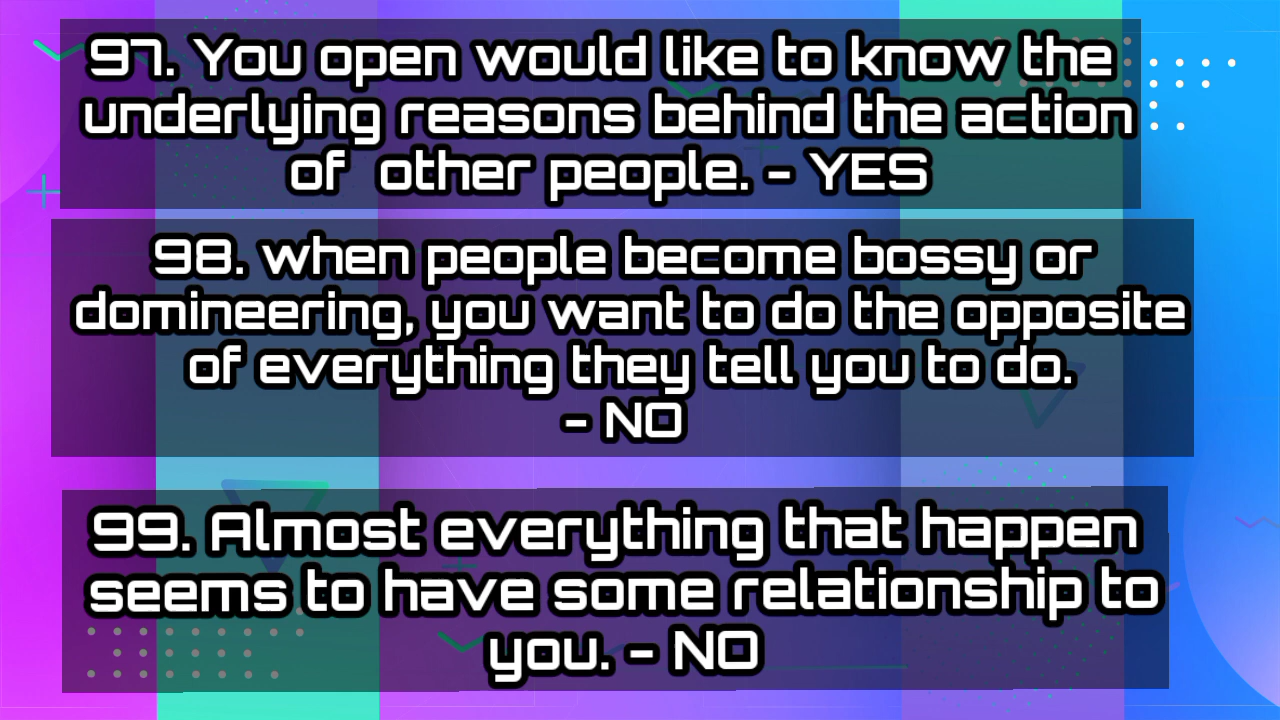 97. You open would like to know the
underlying reasons behind the action
of other people. - YES
98. when people become bossy or
domineering, you want to do the opposite
of everything they tell you to do.
- NO
99. Almost everything that happen
seems to have some relationship to
you. - NO